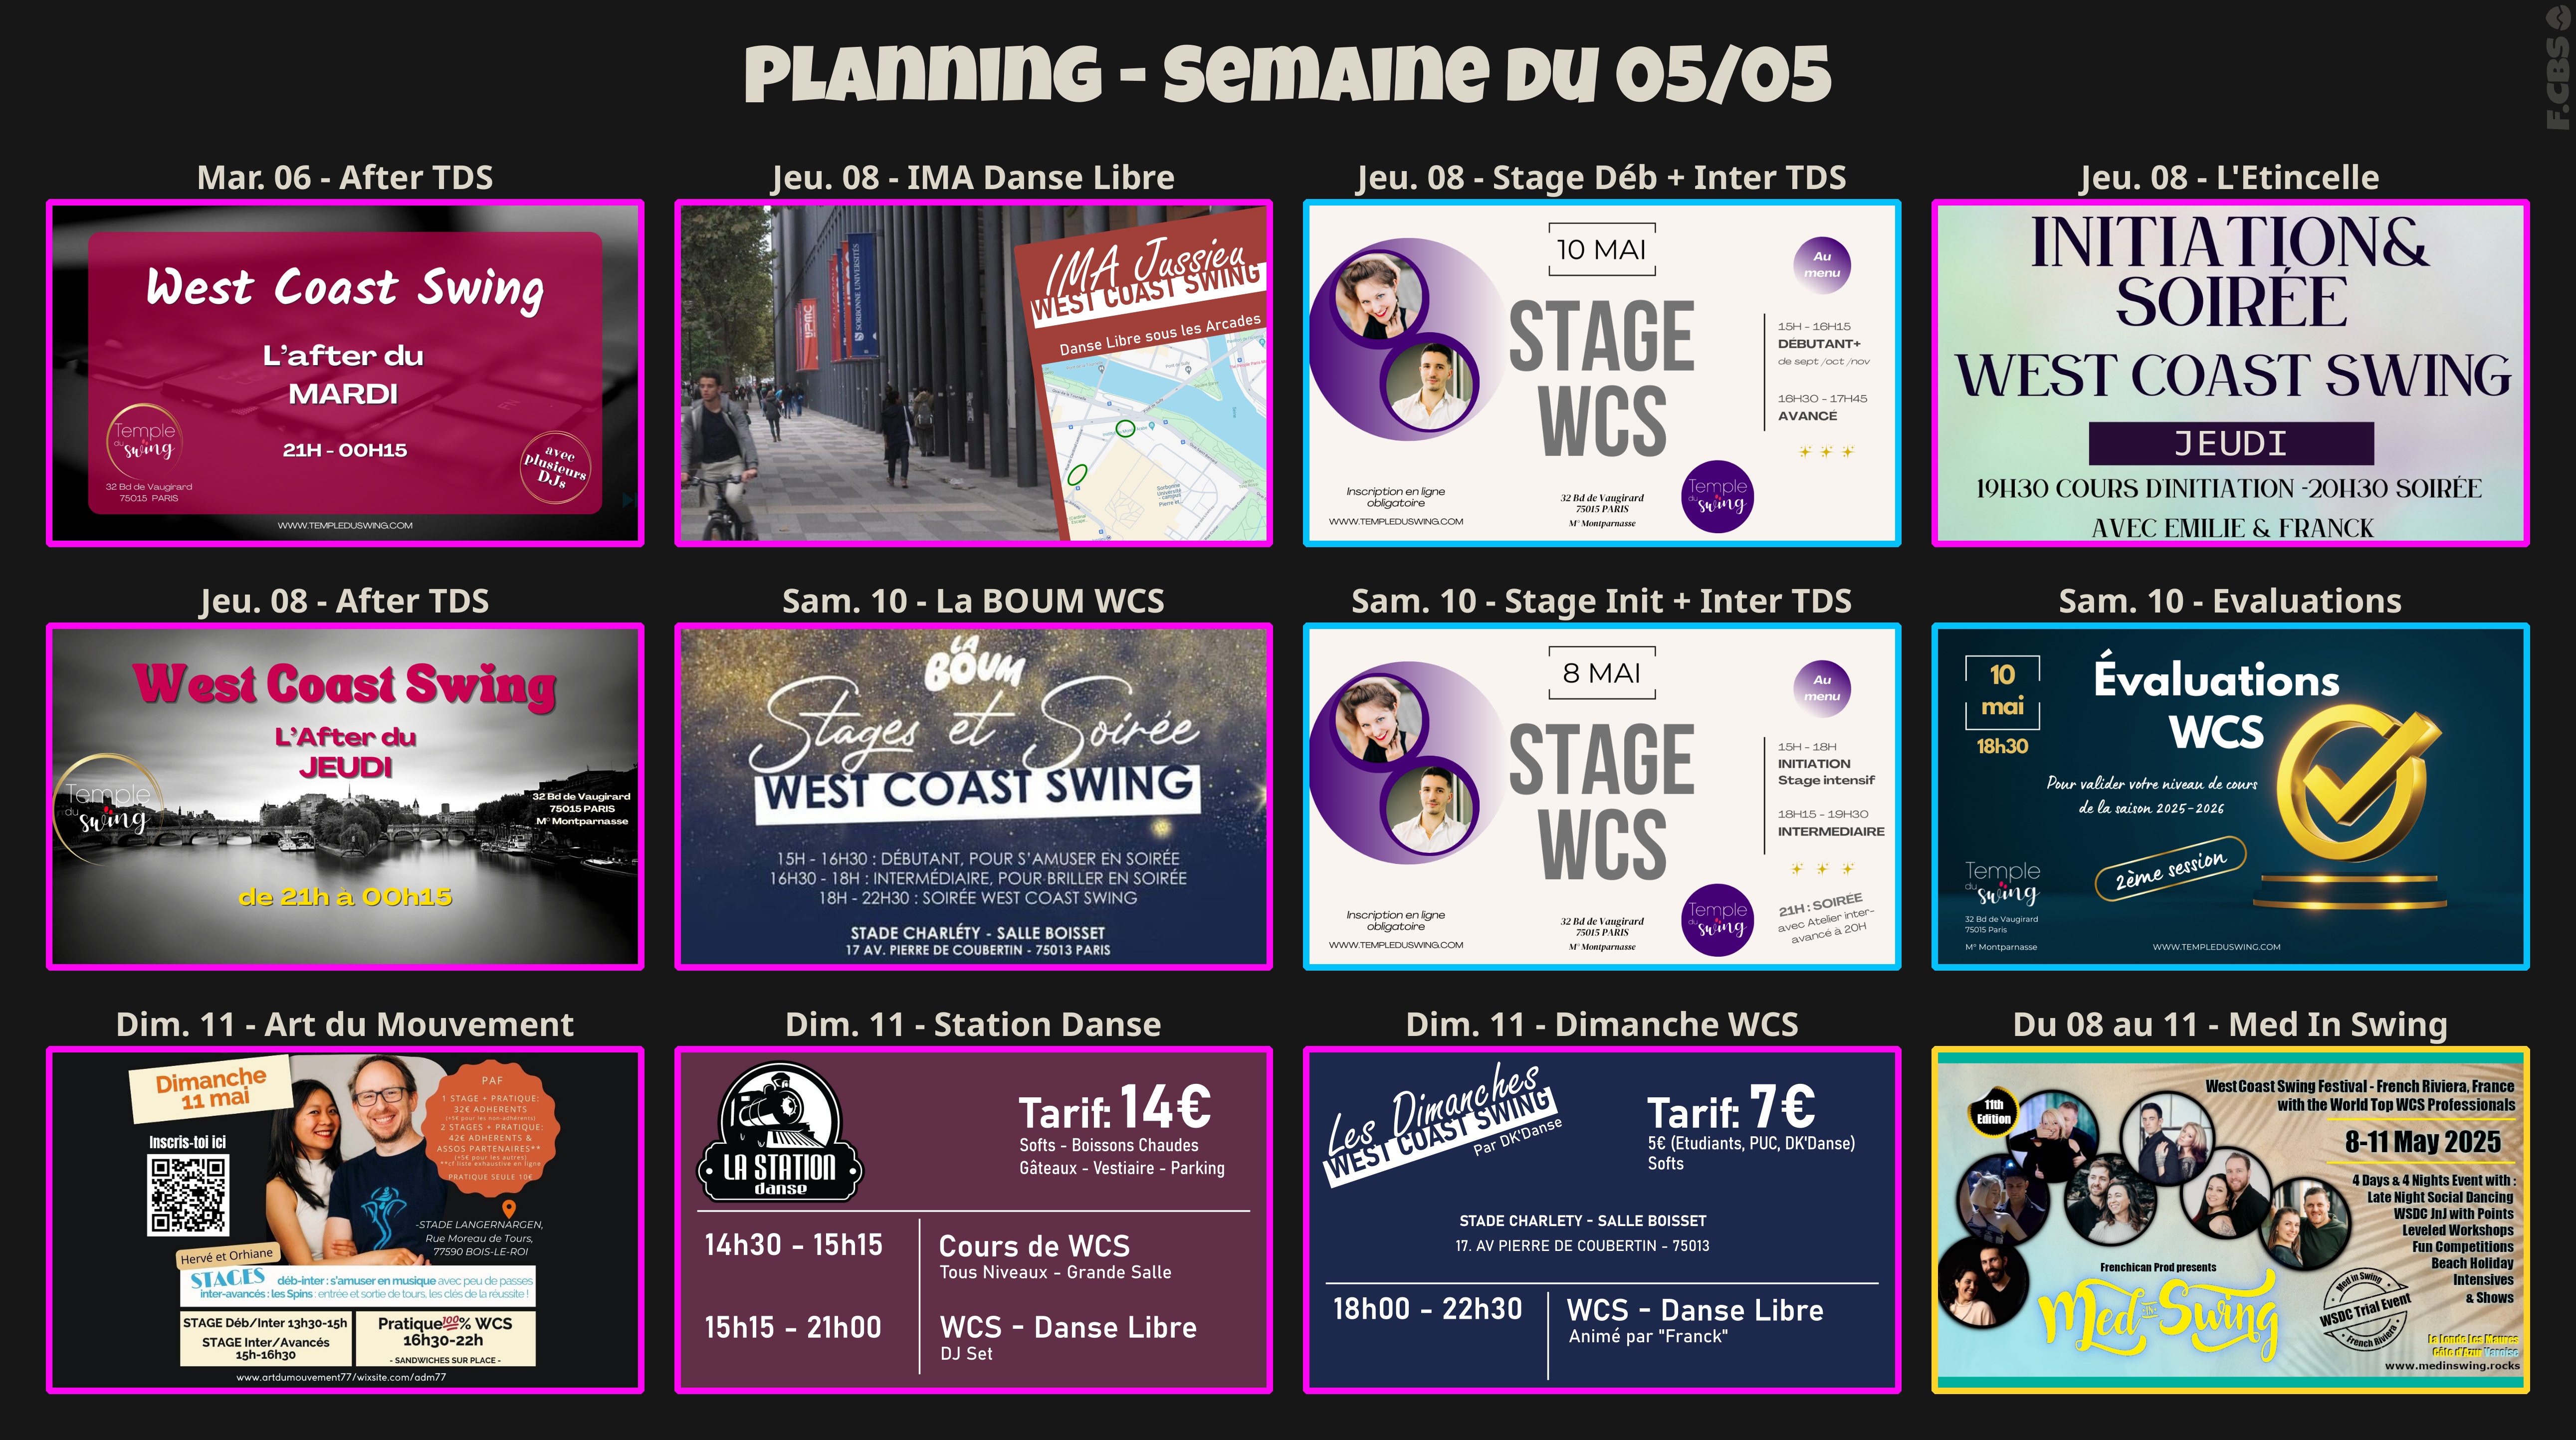 PLANNING - SEMAINE DU 05/05
F.CBS
Mar. 06 - After TDS
West Coast Swing
L'after du
MARDI
21H - 00H15
Temple
du
swing
32 Bd de Vaugirard
75015 PARIS
avec
plusieurs
DJs
WWW.TEMPLEDUSWING.COM
Jeu. 08 - IMA Danse Libre
UPMC
SORBONNE UNIVERSITÉS
IMA Jussieu
WEST COAST SWING
Danse Libre sous les Arcades
Jeu. 08 - Stage Déb + Inter TDS
10 MAI
STAGE
WCS
Au
menu
15H - 16H15
DÉBUTANT+
de sept /oct /nov
16H30 - 17H45
AVANCÉ
Inscription en ligne
obligatoire
WWW.TEMPLEDUSWING.COM
32 Bd de Vaugirard
75015 PARIS
M° Montparnasse
Temple
du
swing
Jeu. 08 - L'Etincelle
INITIATION&
SOIRÉE
WEST COAST SWING
JEUDI
19H30 COURS D'INITIATION -20H30 SOIRÉE
AVEC EMILIE & FRANCK
Jeu. 08 - After TDS
West Coast Swing
L'After du
JEUDI
Temple
du
swing
32 Bd de Vaugirard
75015 PARIS
M° Montparnasse
de 21h à 00h15
Sam. 10 - La BOUM WCS
LA
BOUM
Stages et Soirée
WEST COAST SWING
15H - 16H30 : DÉBUTANT, POUR S'AMUSER EN SOIRÉE
16H30 - 18H : INTERMÉDIAIRE, POUR BRILLER EN SOIRÉE
18H - 22H30 : SOIRÉE WEST COAST SWING
STADE CHARLÉTY - SALLE BOISSET
17 AV. PIERRE DE COUBERTIN - 75013 PARIS
Sam. 10 - Stage Init + Inter TDS
8 MAI
STAGE
WCS
Au
menu
15H - 18H
INITIATION
Stage intensif
18H15 - 19H30
INTERMEDIAIRE
21H : SOIRÉE
avec Atelier inter-
avancé à 20H
Inscription en ligne
obligatoire
WWW.TEMPLEDUSWING.COM
32 Bd de Vaugirard
75015 PARIS
M° Montparnasse
Temple
du
swing
Sam. 10 - Evaluations
10
mai
18h30
Évaluations
WCS
Pour valider votre niveau de cours
de la saison 2025-2026
2ème session
Temple
du
swing
32 Bd de Vaugirard
75015 Paris
M° Montparnasse
WWW.TEMPLEDUSWING.COM
Dim. 11 - Art du Mouvement
Dimanche
11 mai
Inscris-toi ici
PAF
1 STAGE + PRATIQUE:
32€ ADHERENTS
(+5€ pour les non-adhérents)
2 STAGES + PRATIQUE:
42€ ADHERENTS &
ASSOS PARTENAIRES**
(+5€ pour les autres)
**cf liste exhaustive en ligne
PRATIQUE SEULE 10€
-STADE LANGERNARGEN,
Rue Moreau de Tours,
77590 BOIS-LE-ROI
Hervé et Orhiane
STAGES déb-inter : s'amuser en musique avec peu de passes
inter-avancés : les Spins : entrée et sortie de tours, les clés de la réussite !
STAGE Déb/Inter 13h30-15h
STAGE Inter/Avancés
15h-16h30
Pratique 100% WCS
16h30-22h
- SANDWICHES SUR PLACE -
www.artdumouvement77/wixsite.com/adm77
Dim. 11 - Station Danse
LA STATION
danse
Tarif: 14€
Softs - Boissons Chaudes
Gâteaux - Vestiaire - Parking
14h30 - 15h15
Cours de WCS
Tous Niveaux - Grande Salle
15h15 - 21h00
WCS - Danse Libre
DJ Set
Dim. 11 - Dimanche WCS
Les Dimanches
WEST COAST SWING
Par DK'Danse
Tarif: 7€
5€ (Etudiants, PUC, DK'Danse)
Softs
STADE CHARLETY - SALLE BOISSET
17. AV PIERRE DE COUBERTIN - 75013
18h00 - 22h30
WCS - Danse Libre
Animé par "Franck"
Du 08 au 11 - Med In Swing
11th
Edition
West Coast Swing Festival - French Riviera, France
with the World Top WCS Professionals
8-11 May 2025
4 Days & 4 Nights Event with :
Late Night Social Dancing
WSDC JnJ with Points
Leveled Workshops
Fun Competitions
Beach Holiday
Intensives
& Shows
Frenchican Prod presents
Med IN Swing
Med in Swing
WSDC Trial Event
French Riviera
La Londe Les Maures
Côte d'Azur Varoise
www.medinswing.rocks